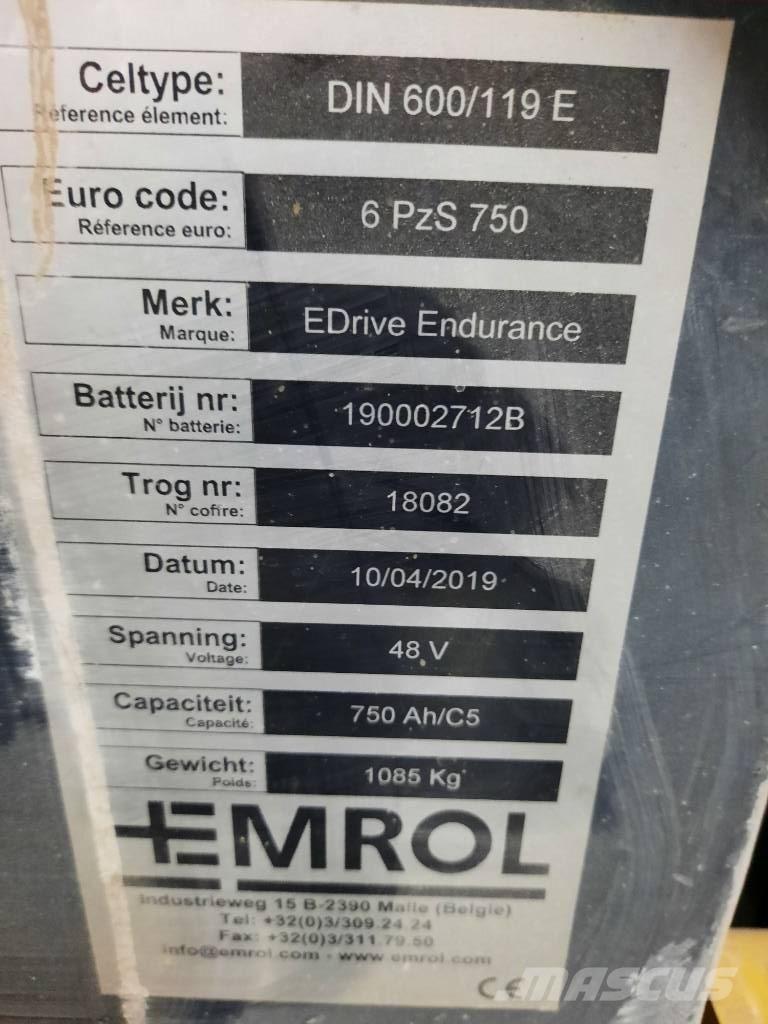 Celtype: DIN 600/119 E
Réference élement:
Euro code: 6 PzS 750
Réference euro:
Merk: EDrive Endurance
Marque:
Batterij nr: 190002712B
N° batterie:
Trog nr: 18082
N° cofire:
Datum: 10/04/2019
Date:
Spanning: 48 V
Voltage:
Capaciteit: 750 Ah/C5
Capacité:
Gewicht: 1085 Kg
Poids:
EMROL
Industrieweg 15 B-2390 Malle (Belgie)
Tel: +32(0)3/309.24.24
Fax: +32(0)3/311.79.50
info@emrol.com - www.emrol.com
CE
MASCUS